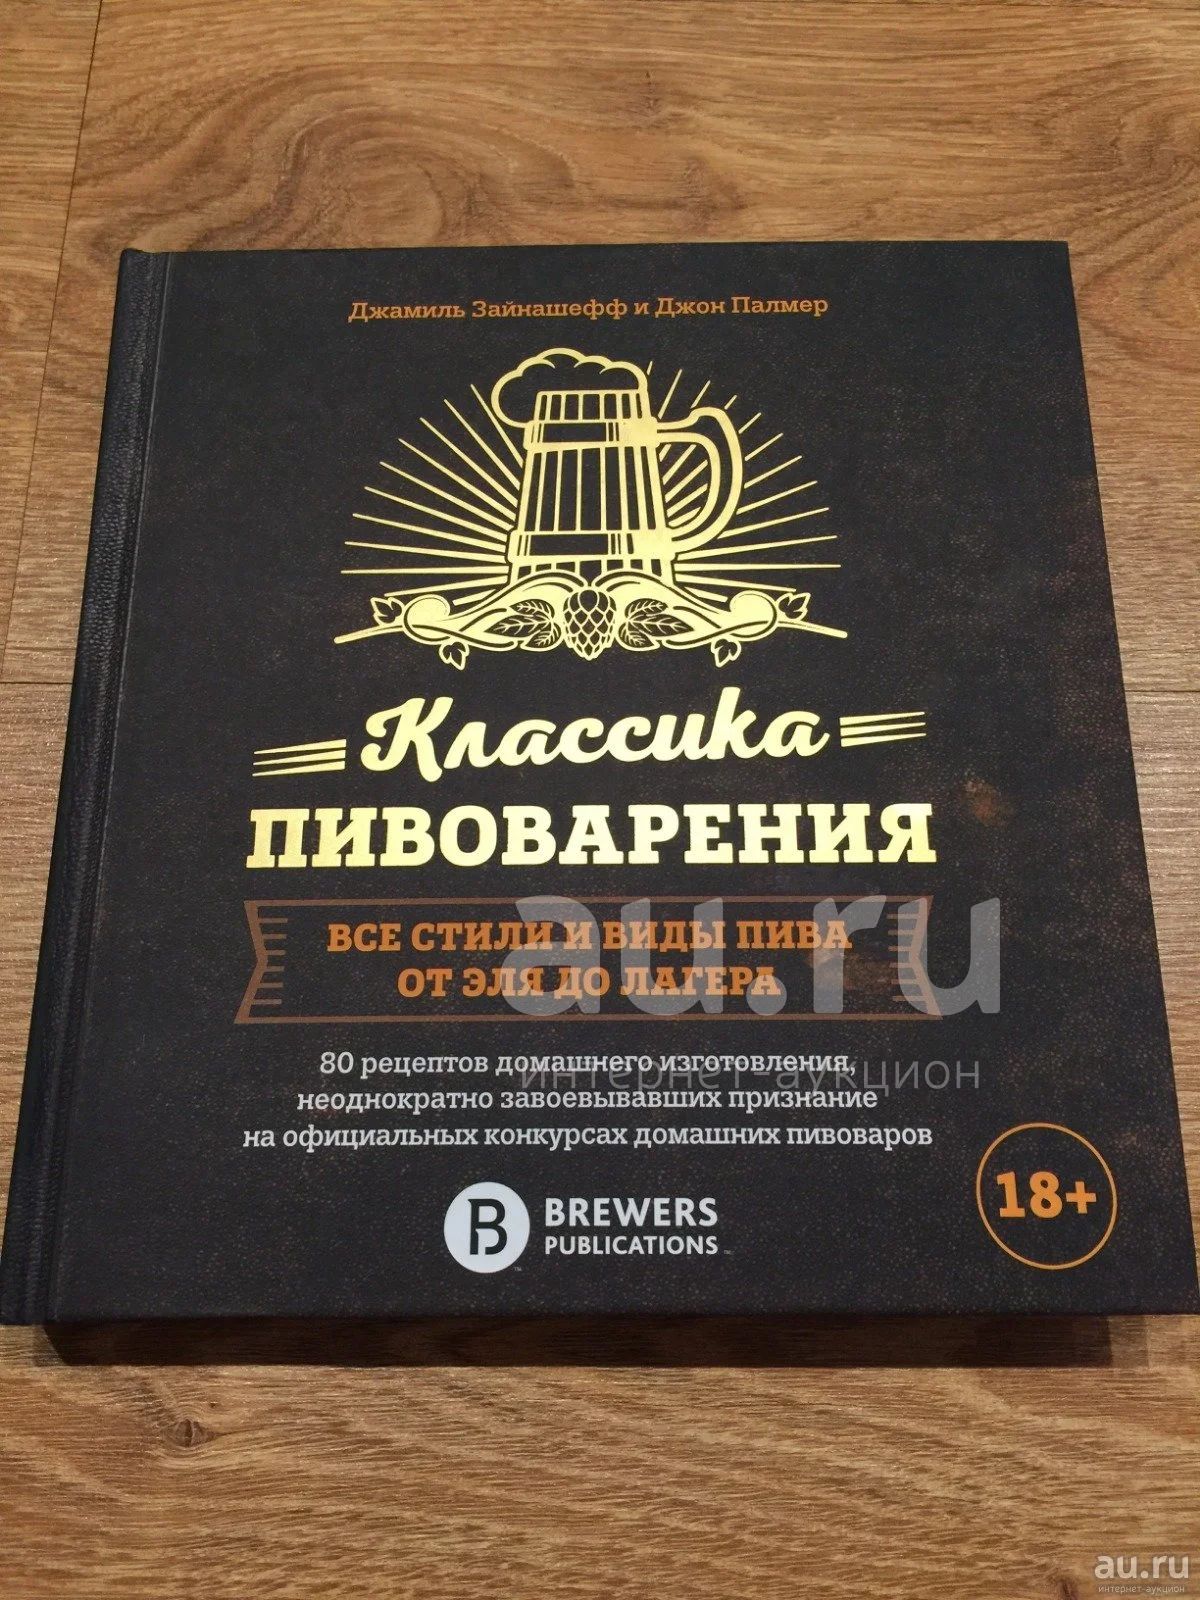 Джамиль Зайнашефф и Джон Палмер
Классика
ПИВОВАРЕНИЯ
ВСЕ СТИЛИ И ВИДЫ ПИВА
ОТ ЭЛЯ ДО ЛАГЕРА
au.ru
интернет-аукцион
80 рецептов домашнего изготовления,
неоднократно завоевывавших признание
на официальных конкурсах домашних пивоваров
18+
B BREWERS
PUBLICATIONS
au.ru
интернет-аукцион